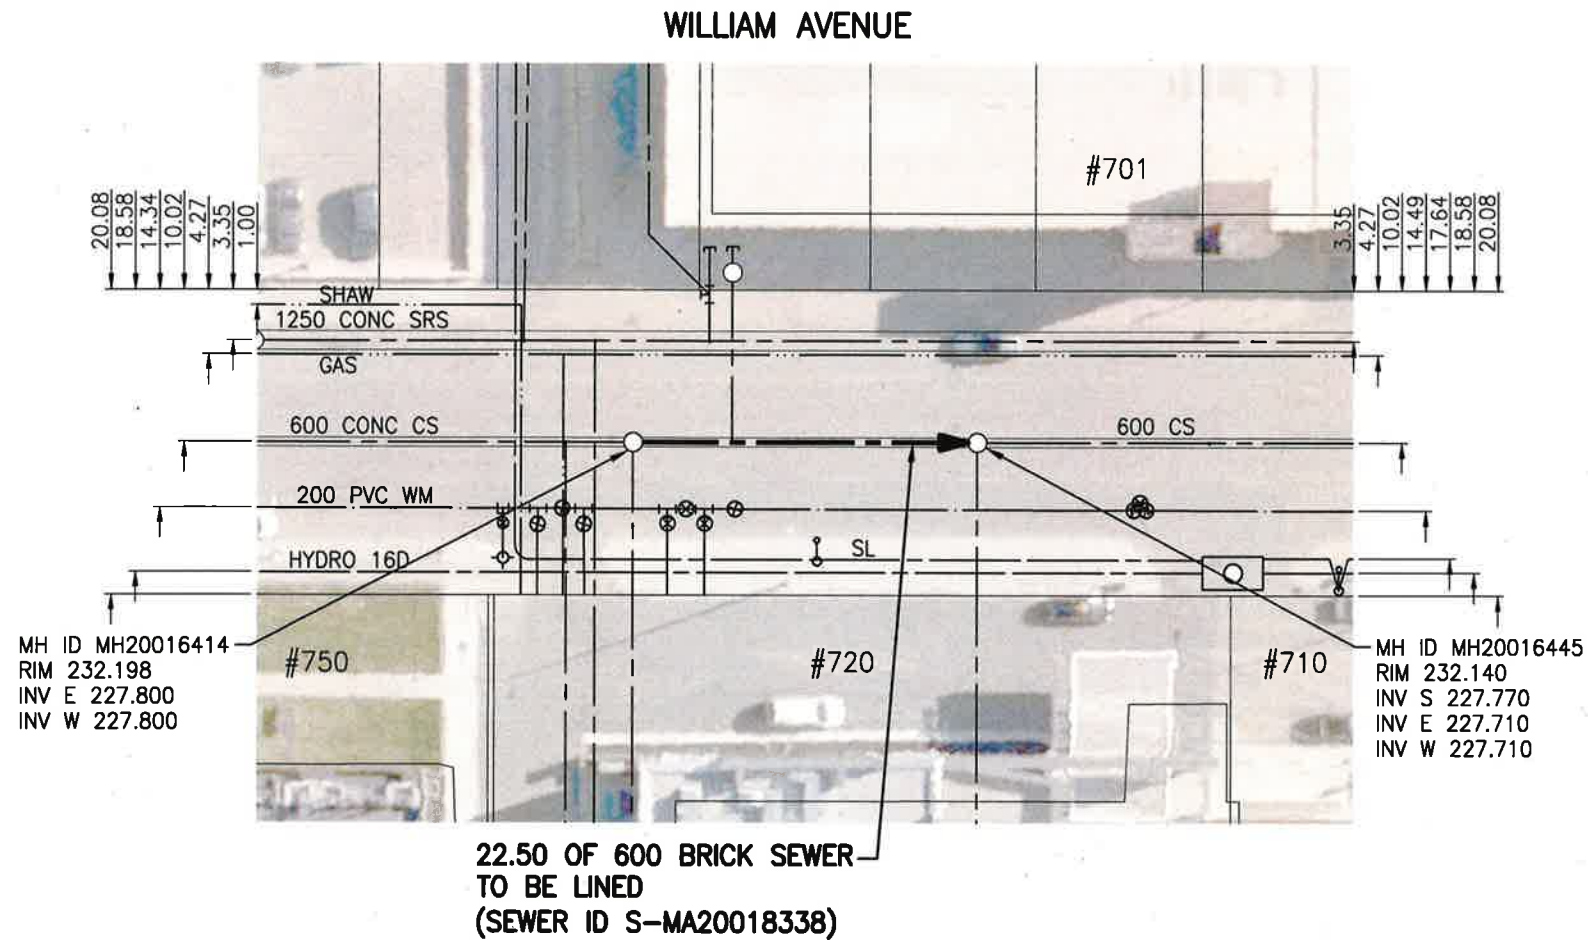 WILLIAM AVENUE
#701
20.08
18.58
14.34
10.02
4.27
3.35
1.00
3.35
4.27
10.02
14.49
17.64
18.58
20.08
SHAW
1250 CONC SRS
GAS
600 CONC CS
600 CS
200 PVC WM
HYDRO 16D
SL
MH ID MH20016414
RIM 232.198
INV E 227.800
INV W 227.800
#750
#720
#710
MH ID MH20016445
RIM 232.140
INV S 227.770
INV E 227.710
INV W 227.710
22.50 OF 600 BRICK SEWER
TO BE LINED
(SEWER ID S-MA20018338)